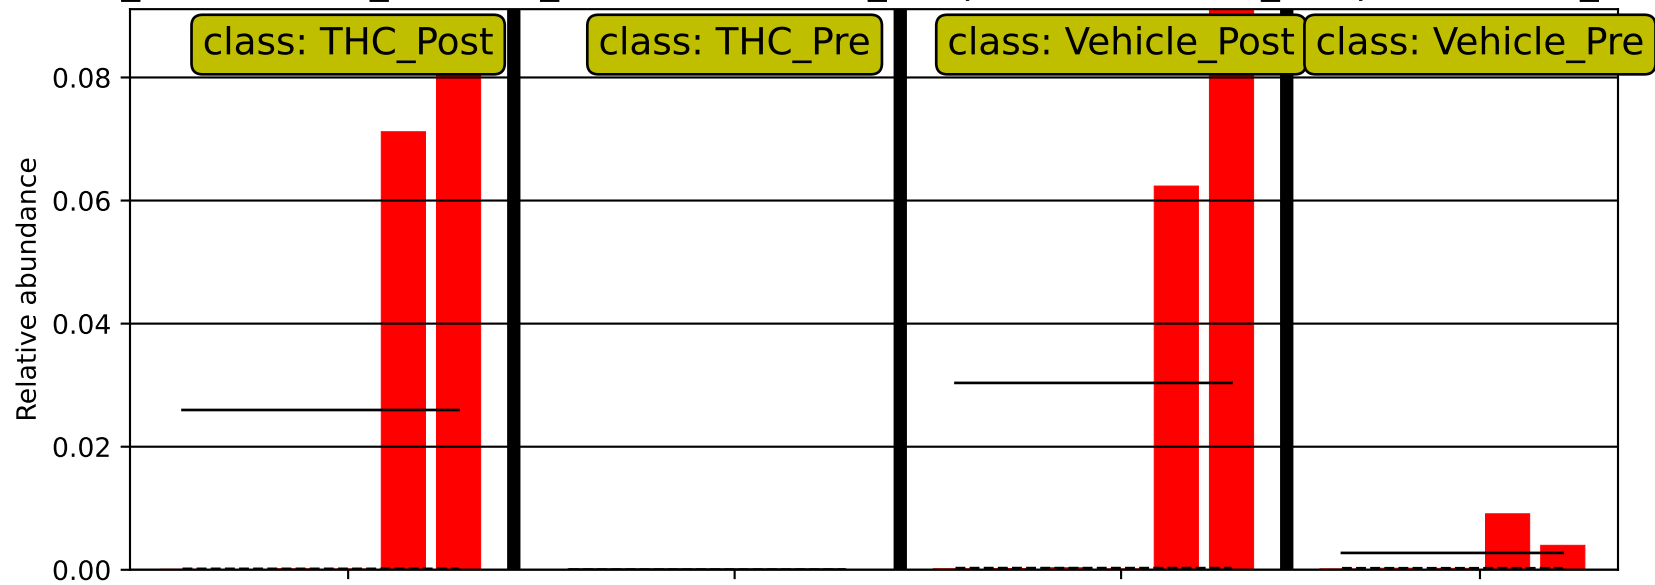 class: THC_Post
class: THC_Pre
class: Vehicle_Post
class: Vehicle_Pre
Relative abundance
0.08
0.06
0.04
0.02
0.00